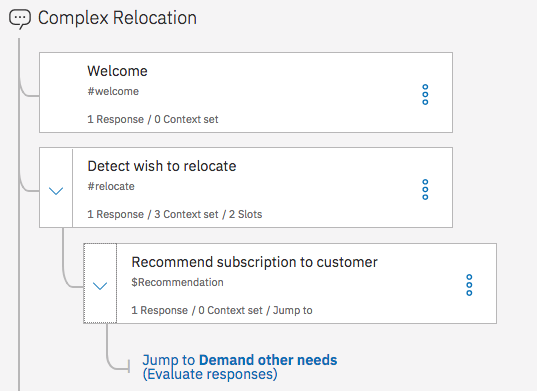 Complex Relocation
Welcome
#welcome
1 Response / 0 Context set
Detect wish to relocate
#relocate
1 Response / 3 Context set / 2 Slots
Recommend subscription to customer
$Recommendation
1 Response / 0 Context set / Jump to
Jump to Demand other needs
(Evaluate responses)